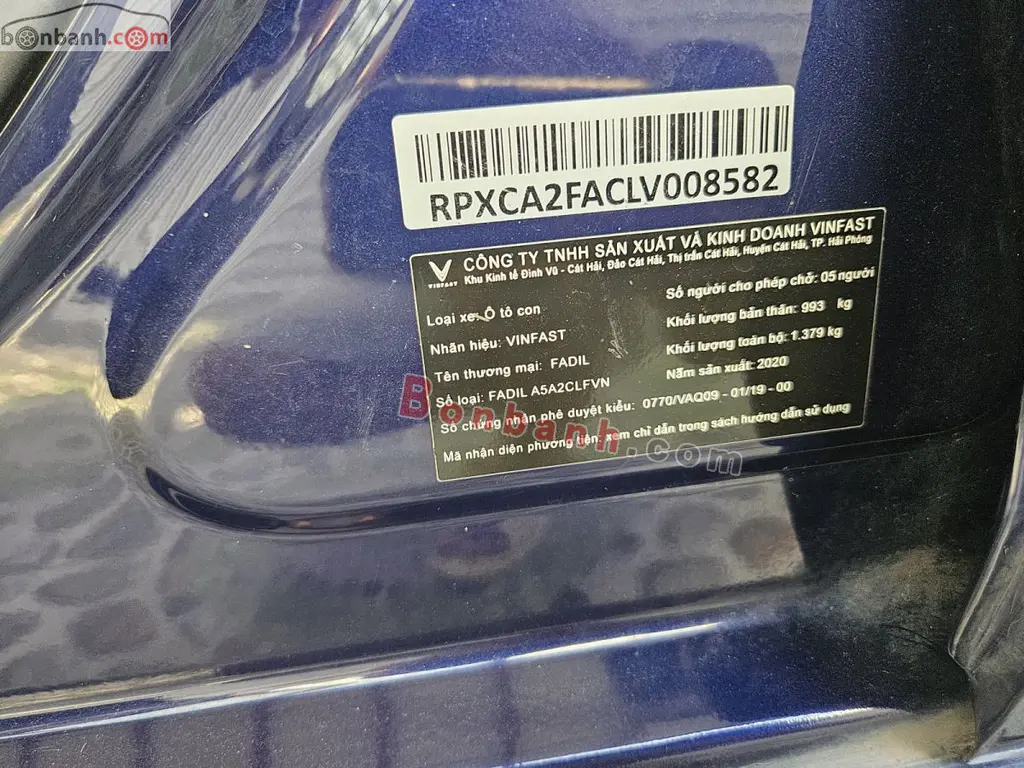 bonbanh.com
RPXCA2FACLV008582
VINFAST
CÔNG TY TNHH SẢN XUẤT VÀ KINH DOANH VINFAST
Khu Kinh tế Đình Vũ - Cát Hải, Đảo Cát Hải, Thị trấn Cát Hải, Huyện Cát Hải, TP. Hải Phòng
Loại xe: Ô tô con
Số người cho phép chở: 05 người
Nhãn hiệu: VINFAST
Khối lượng bản thân: 993 kg
Tên thương mại: FADIL
Khối lượng toàn bộ: 1.379 kg
Số loại: FADIL A5A2CLFVN
Năm sản xuất: 2020
Số chứng nhận phê duyệt kiểu: 0770/VAQ09 - 01/19 - 00
Mã nhận diện phương tiện: xem chỉ dẫn trong sách hướng dẫn sử dụng
Bonbanh.com